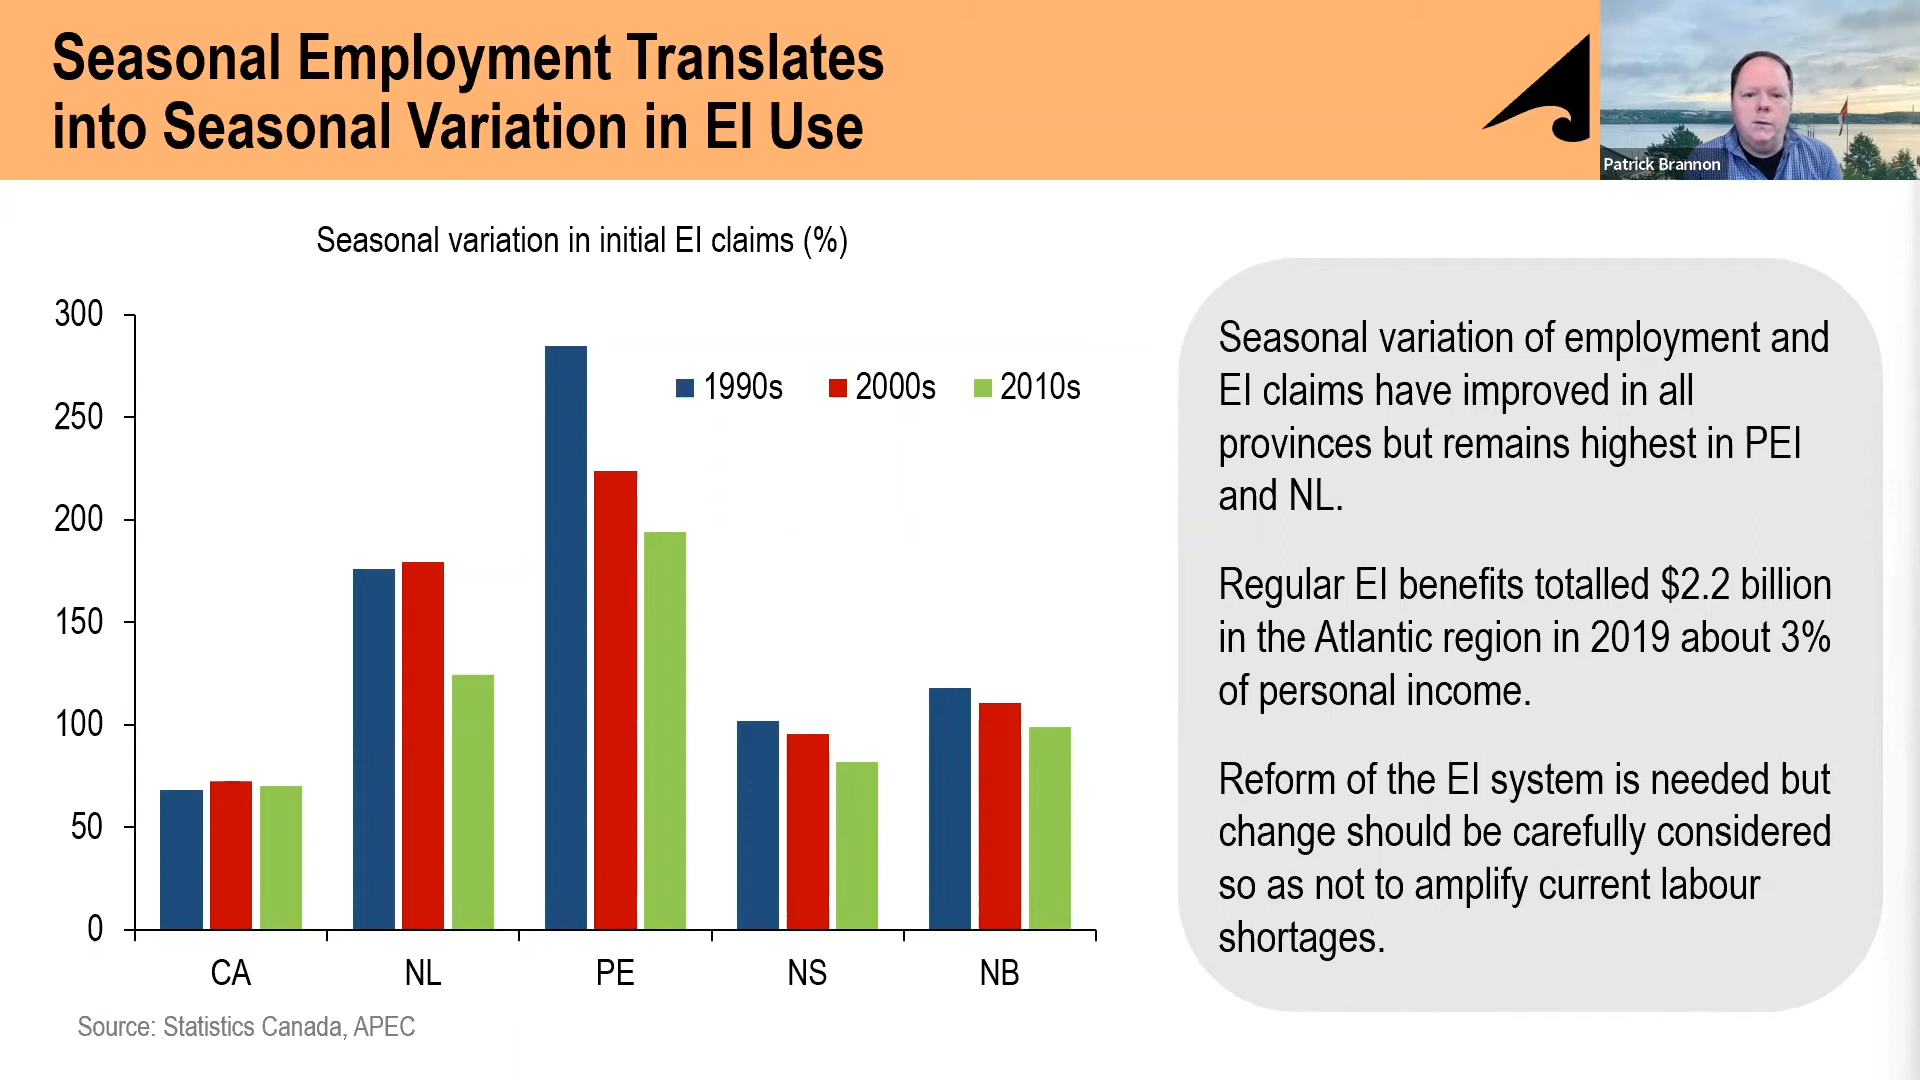 Seasonal Employment Translates
into Seasonal Variation in EI Use
Patrick Brannon
Seasonal variation in initial EI claims (%)
300
250
200
150
100
50
0
1990s 2000s 2010s
CA NL PE NS NB
Source: Statistics Canada, APEC
Seasonal variation of employment and
EI claims have improved in all
provinces but remains highest in PEI
and NL.
Regular EI benefits totalled $2.2 billion
in the Atlantic region in 2019 about 3%
of personal income.
Reform of the EI system is needed but
change should be carefully considered
so as not to amplify current labour
shortages.